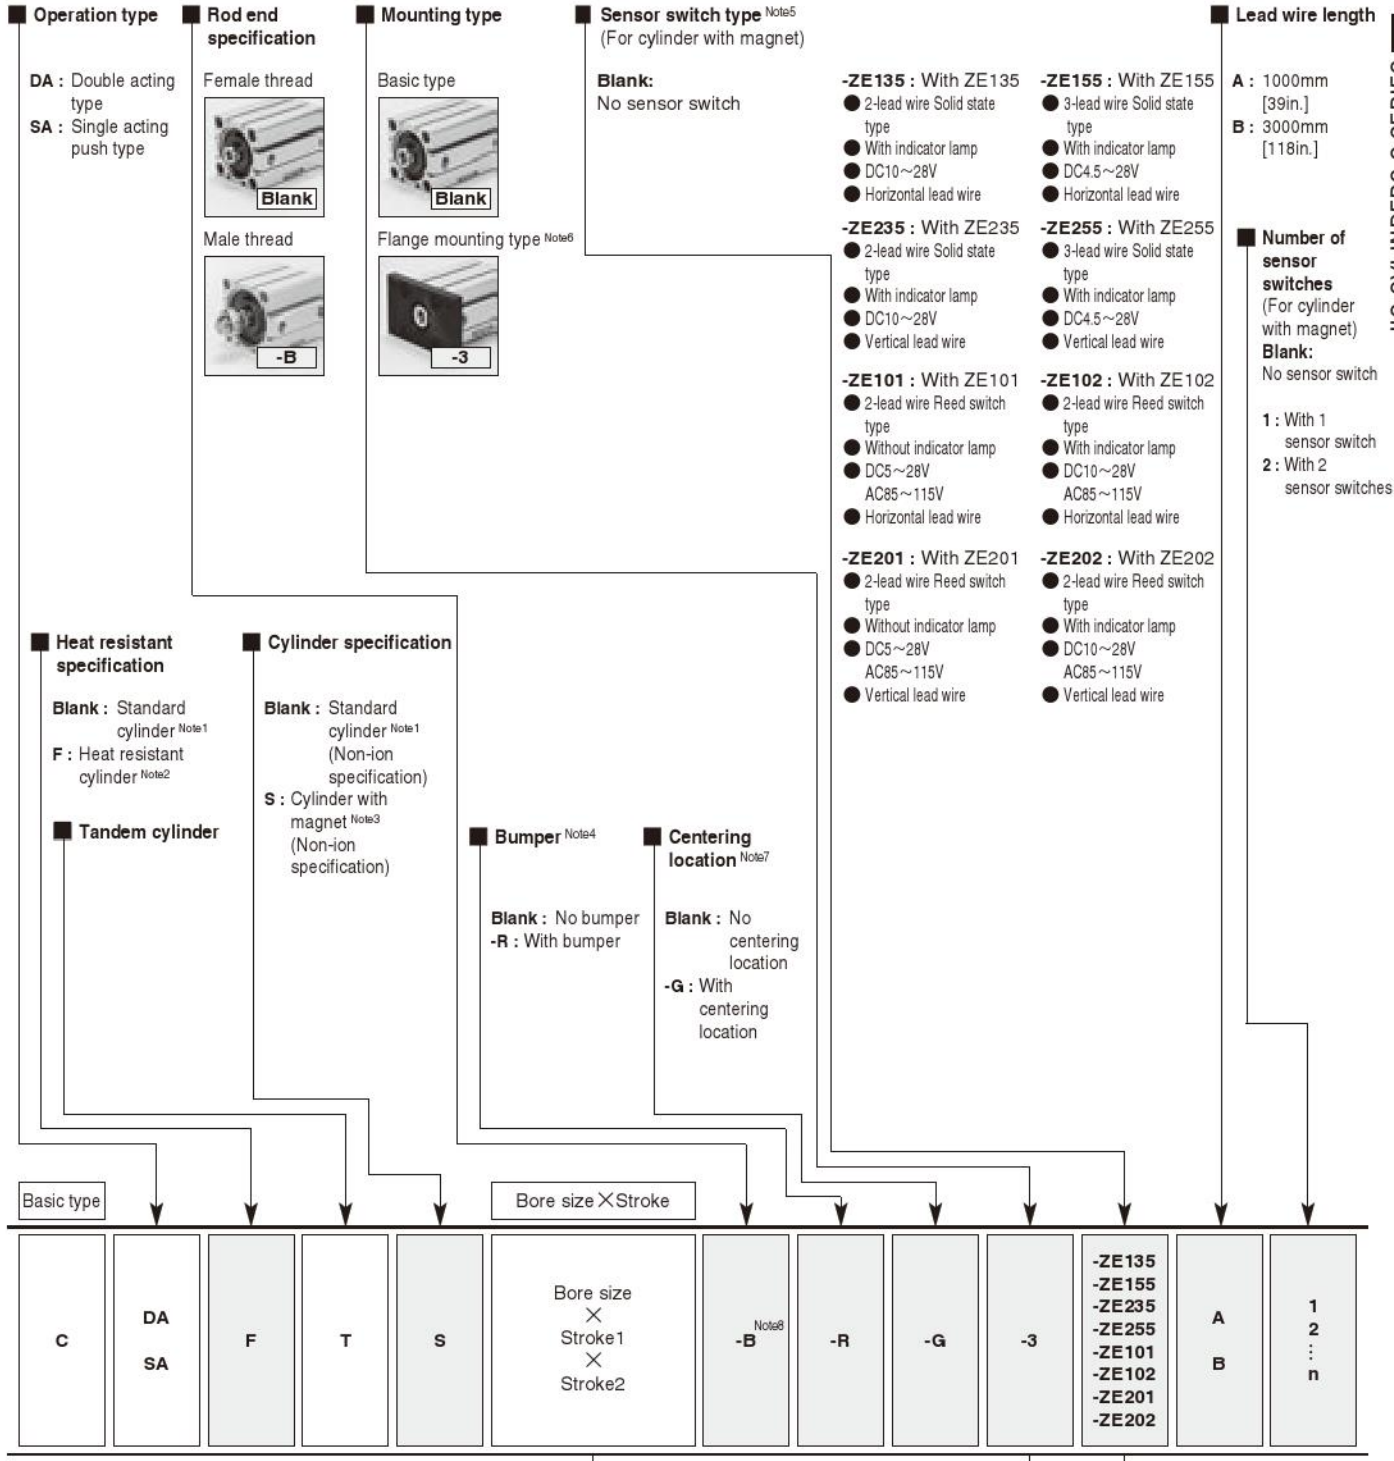 ■ Operation type
DA : Double acting
type
SA : Single acting
push type
■ Rod end
specification
Female thread
Blank
Male thread
-B
■ Mounting type
Basic type
Blank
Flange mounting type Note6
-3
■ Sensor switch type Note5
(For cylinder with magnet)
Blank:
No sensor switch
-ZE135 : With ZE135
● 2-lead wire Solid state
type
● With indicator lamp
● DC10~28V
● Horizontal lead wire
-ZE155 : With ZE155
● 3-lead wire Solid state
type
● With indicator lamp
● DC4.5~28V
● Horizontal lead wire
-ZE235 : With ZE235
● 2-lead wire Solid state
type
● With indicator lamp
● DC10~28V
● Vertical lead wire
-ZE255 : With ZE255
● 3-lead wire Solid state
type
● With indicator lamp
● DC4.5~28V
● Vertical lead wire
-ZE101 : With ZE101
● 2-lead wire Reed switch
type
● Without indicator lamp
● DC5~28V
AC85~115V
● Horizontal lead wire
-ZE102 : With ZE102
● 2-lead wire Reed switch
type
● With indicator lamp
● DC10~28V
AC85~115V
● Horizontal lead wire
-ZE201 : With ZE201
● 2-lead wire Reed switch
type
● Without indicator lamp
● DC5~28V
AC85~115V
● Vertical lead wire
-ZE202 : With ZE202
● 2-lead wire Reed switch
type
● With indicator lamp
● DC10~28V
AC85~115V
● Vertical lead wire
■ Lead wire length
A : 1000mm
[39in.]
B : 3000mm
[118in.]
■ Number of
sensor
switches
(For cylinder
with magnet)
Blank:
No sensor switch
1 : With 1
sensor switch
2 : With 2
sensor switches
■ Heat resistant
specification
Blank : Standard
cylinder Note1
F : Heat resistant
cylinder Note2
■ Tandem cylinder
■ Cylinder specification
Blank : Standard
cylinder Note1
(Non-ion
specification)
S : Cylinder with
magnet Note3
(Non-ion
specification)
■ Bumper Note4
Blank : No bumper
-R : With bumper
■ Centering
location Note7
Blank : No
centering
location
-G : With
centering
location
Basic type
Bore size×Stroke
C
DA
SA
F
T
S
Bore size
×
Stroke1
×
Stroke2
-B Note8
-R
-G
-3
-ZE135
-ZE155
-ZE235
-ZE255
-ZE101
-ZE102
-ZE201
-ZE202
A
B
1
2
⋮
n